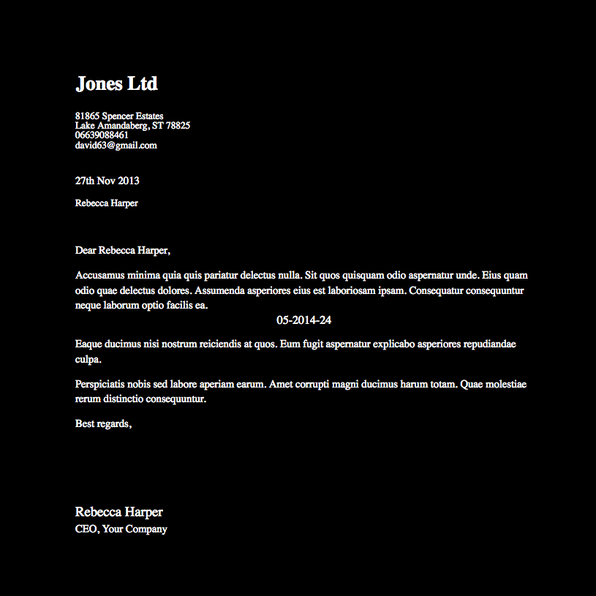 Jones Ltd
81865 Spencer Estates
Lake Amandaberg, ST 78825
06639088461
david63@gmail.com
27th Nov 2013
Rebecca Harper
Dear Rebecca Harper,
Accusamus minima quia quis pariatur delectus nulla. Sit quos quisquam odio aspernatur unde. Eius quam
odio quae delectus dolores. Assumenda asperiores eius est laboriosam ipsam. Consequatur consequuntur
neque laborum optio facilis ea.
05-2014-24
Eaque ducimus nisi nostrum reiciendis at quos. Eum fugit aspernatur explicabo asperiores repudiandae
culpa.
Perspiciatis nobis sed labore aperiam earum. Amet corrupti magni ducimus harum totam. Quae molestiae
rerum distinctio consequuntur.
Best regards,
Rebecca Harper
CEO, Your Company